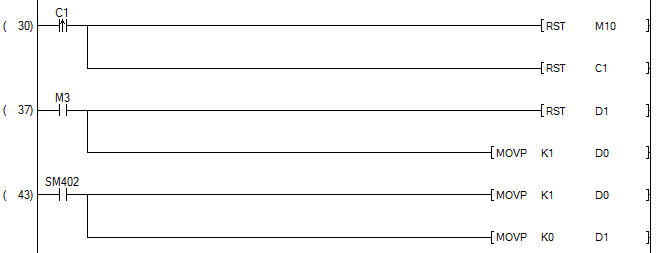 C1
( 30) [RST M10 ]
[RST C1 ]
M3
( 37) [RST D1 ]
[MOVP K1 D0 ]
SM402
( 43) [MOVP K1 D0 ]
[MOVP K0 D1 ]